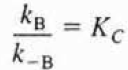 k_B / k_{-B} = K_C